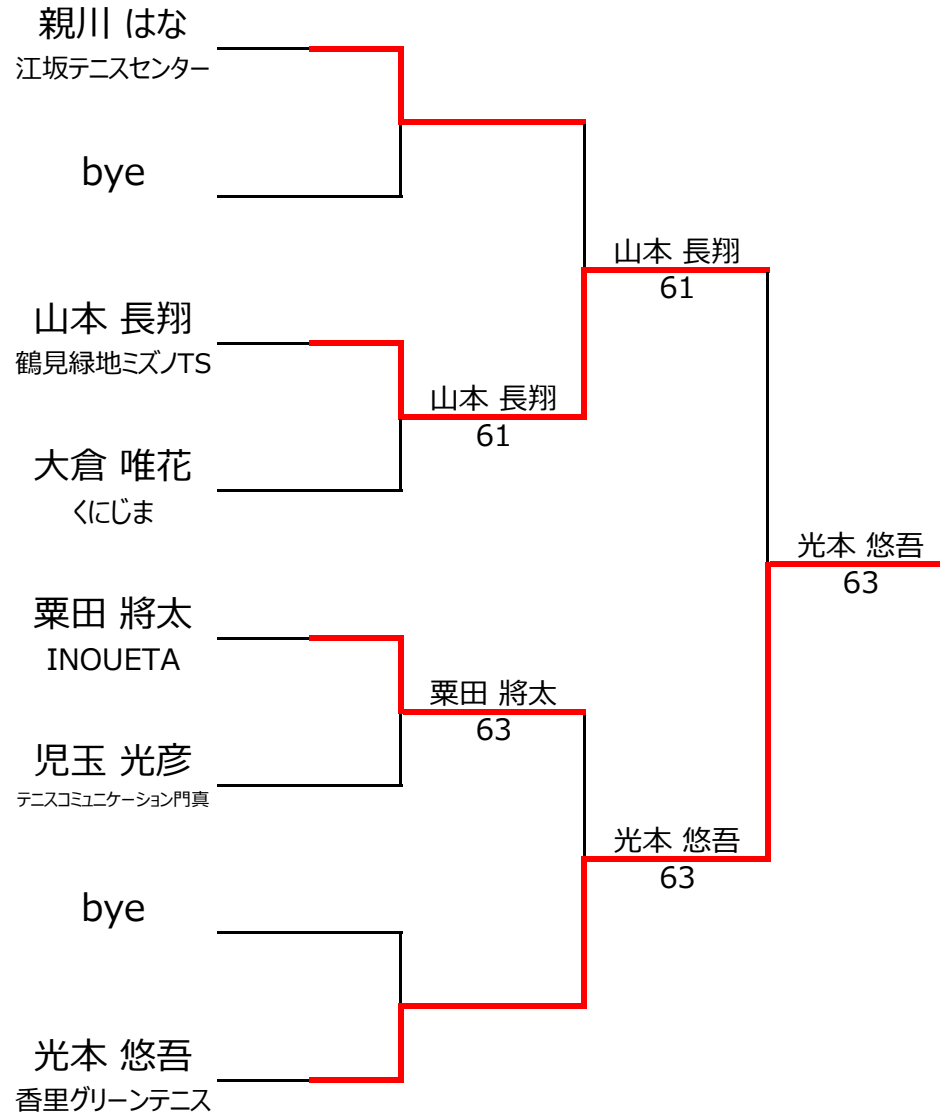 親川 はな
江坂テニスセンター
bye
山本 長翔
61
山本 長翔
鶴見緑地ミズノTS
山本 長翔
61
大倉 唯花
くにじま
光本 悠吾
63
粟田 將太
INOUETA
粟田 將太
63
児玉 光彦
テニスコミュニケーション門真
光本 悠吾
63
bye
光本 悠吾
香里グリーンテニス